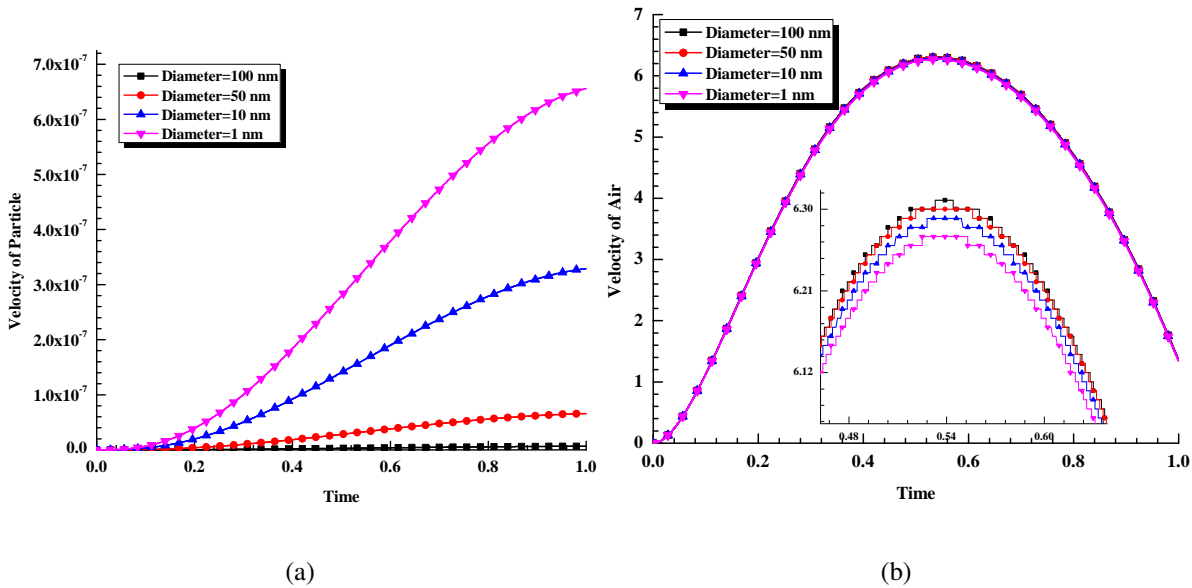 7.0x10-7
6.0x10-7
5.0x10-7
4.0x10-7
3.0x10-7
2.0x10-7
1.0x10-7
0.0
Velocity of Particle
Diameter=100 nm
Diameter=50 nm
Diameter=10 nm
Diameter=1 nm
0.0 0.2 0.4 0.6 0.8 1.0
Time
(a)
7
6
5
4
3
2
1
0
Velocity of Air
Diameter=100 nm
Diameter=50 nm
Diameter=10 nm
Diameter=1 nm
6.30
6.21
6.12
0.48 0.54 0.60
0.0 0.2 0.4 0.6 0.8 1.0
Time
(b)